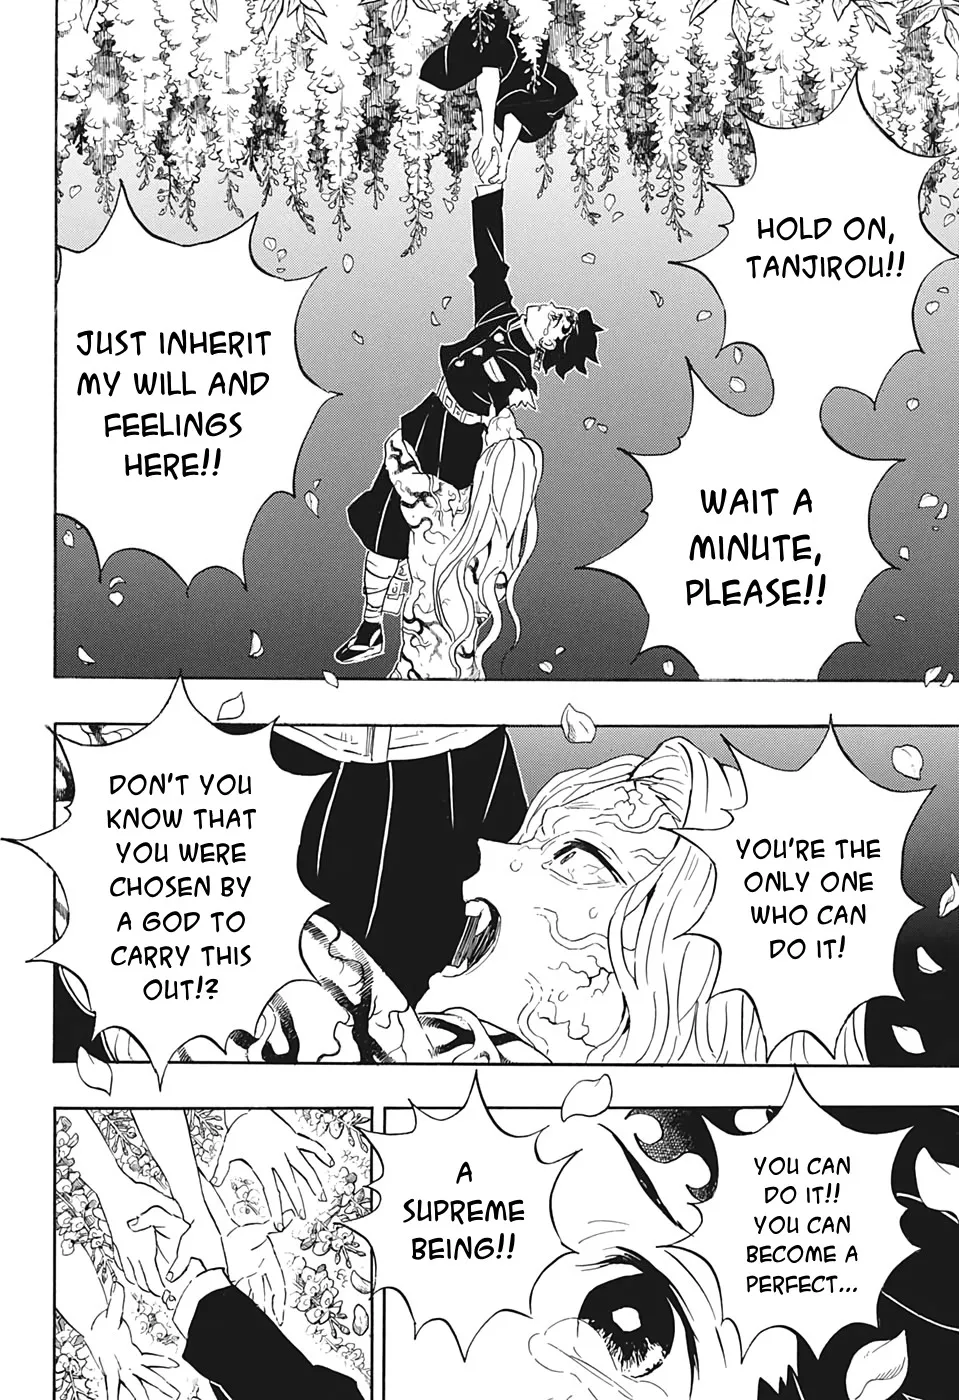 HOLD ON,
TANJIROU!!
WAIT A
MINUTE,
PLEASE!!
JUST INHERIT
MY WILL AND
FEELINGS
HERE!!
YOU'RE THE
ONLY ONE
WHO CAN
DO IT!
DON'T YOU
KNOW THAT
YOU WERE
CHOSEN BY
A GOD TO
CARRY THIS
OUT!?
YOU CAN
DO IT!!
YOU CAN
BECOME A
PERFECT...
A
SUPREME
BEING!!